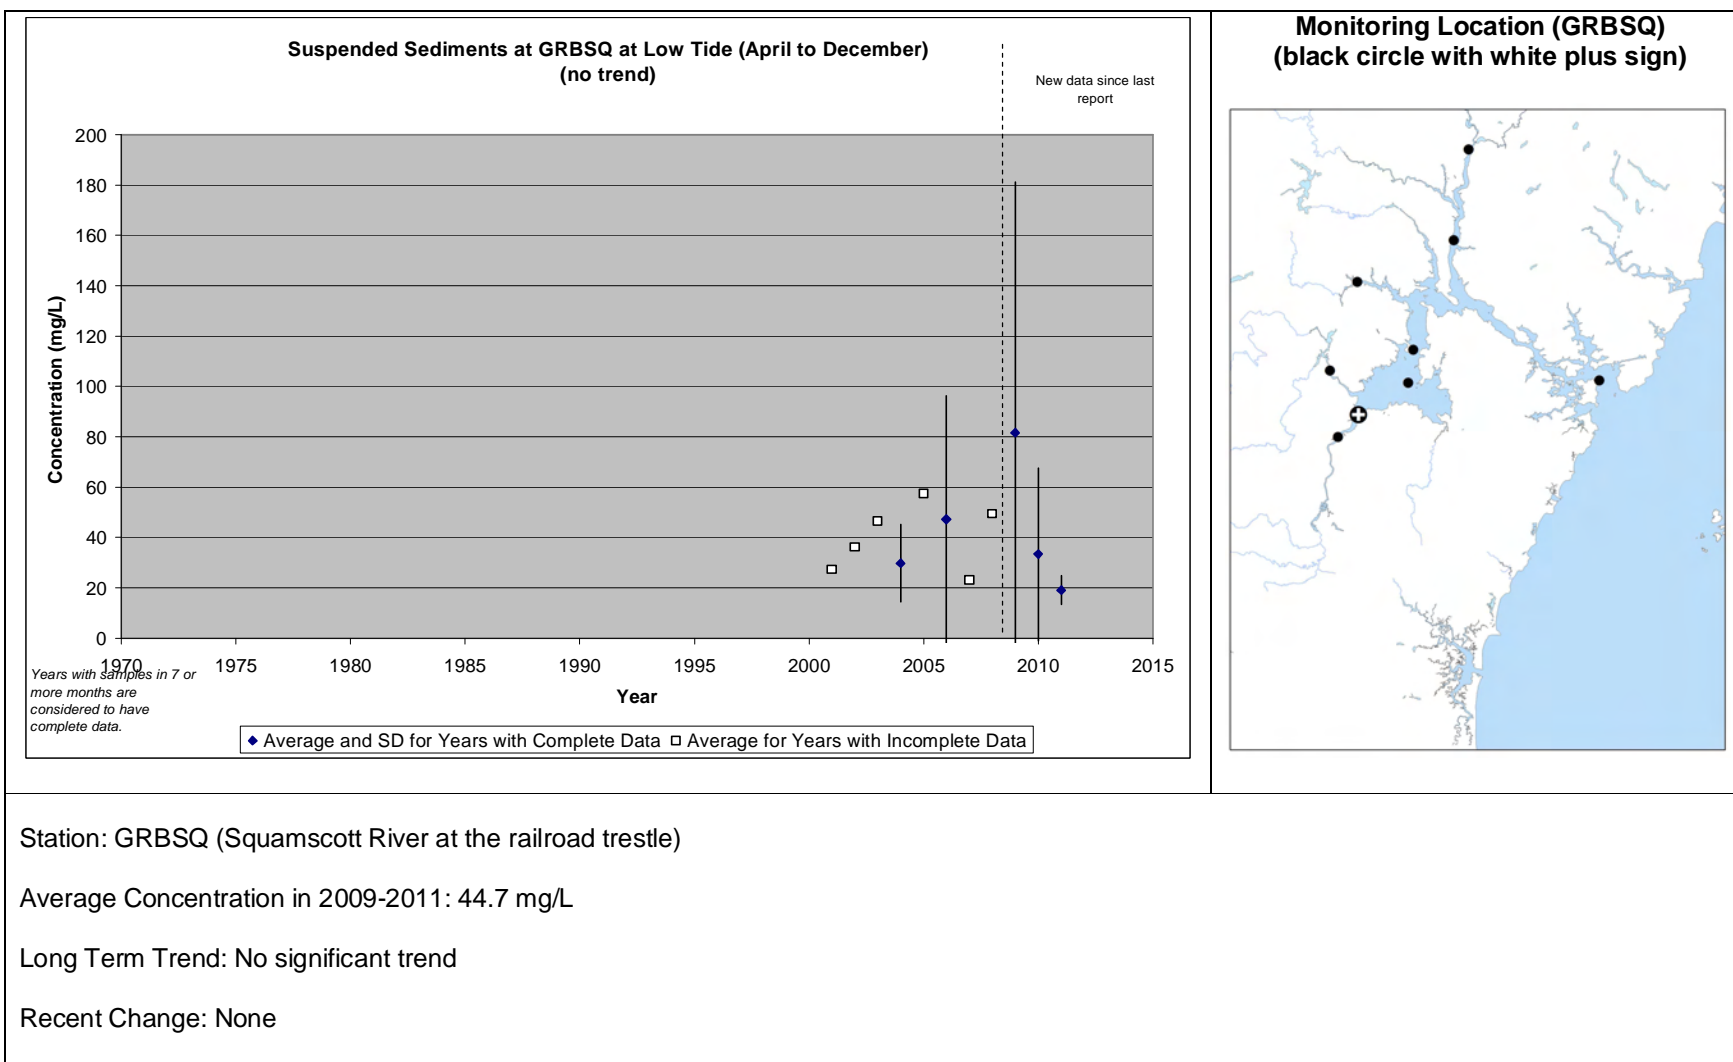 Suspended Sediments at GRBSQ at Low Tide (April to December)
(no trend)
New data since last
report
200
180
160
140
120
100
80
60
40
20
0
Concentration (mg/L)
1970 1975 1980 1985 1990 1995 2000 2005 2010 2015
Year
Years with samples in 7 or
more months are
considered to have
complete data.
Average and SD for Years with Complete Data Average for Years with Incomplete Data
Monitoring Location (GRBSQ)
(black circle with white plus sign)
Station: GRBSQ (Squamscott River at the railroad trestle)
Average Concentration in 2009-2011: 44.7 mg/L
Long Term Trend: No significant trend
Recent Change: None